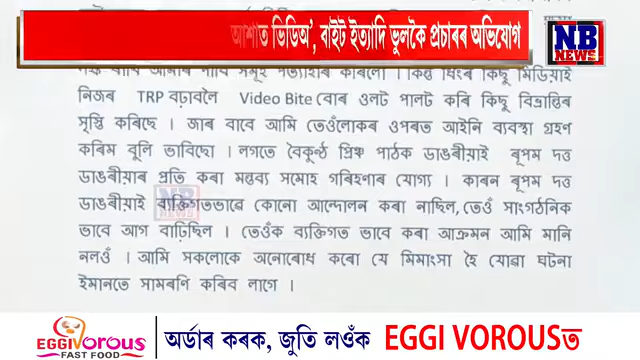 আশাত ভিডিঅ’, বাইট ইত্যাদি ভুলকৈ প্ৰচাৰৰ অভিযোগ
NB
NEWS
কিছু মিডিয়াই
নিজৰ TRP বঢ়াবলৈ Video Bite বোৰ ওলট পালট কৰি কিছু বিভ্ৰান্তিৰ
সৃষ্টি কৰিছে । জাৰ বাবে আমি তেওঁলোকৰ ওপৰত আইনি ব্যবস্থা গ্ৰহণ
কৰিম বুলি ভাবিছো । লগতে বৈকুণ্ঠ প্ৰিঞ্চ পাঠক ডাঙৰীয়াই ৰূপম দত্ত
ডাঙৰীয়াৰ প্ৰতি কৰা মন্তব্য সমোহ গৰিহণাৰ যোগ্য । কাৰন ৰূপম দত্ত
ডাঙৰীয়াই ব্যক্তিগতভাৱে কোনো আন্দোলন কৰা নাছিল, তেওঁ সাংগঠনিক
ভাবে আগ বাঢ়িছিল । তেওঁক ব্যক্তিগত ভাবে কৰা আক্ৰমন আমি মানি
নলওঁ । আমি সকলোকে অনোৰোধ কৰো যে মিমাংসা হৈ যোৱা ঘটনা
ইমানতে সামৰণি কৰিব লাগে ।
EGGIVOROUS
FAST FOOD
অৰ্ডাৰ কৰক, জুতি লওঁক EGGI VOROUSত